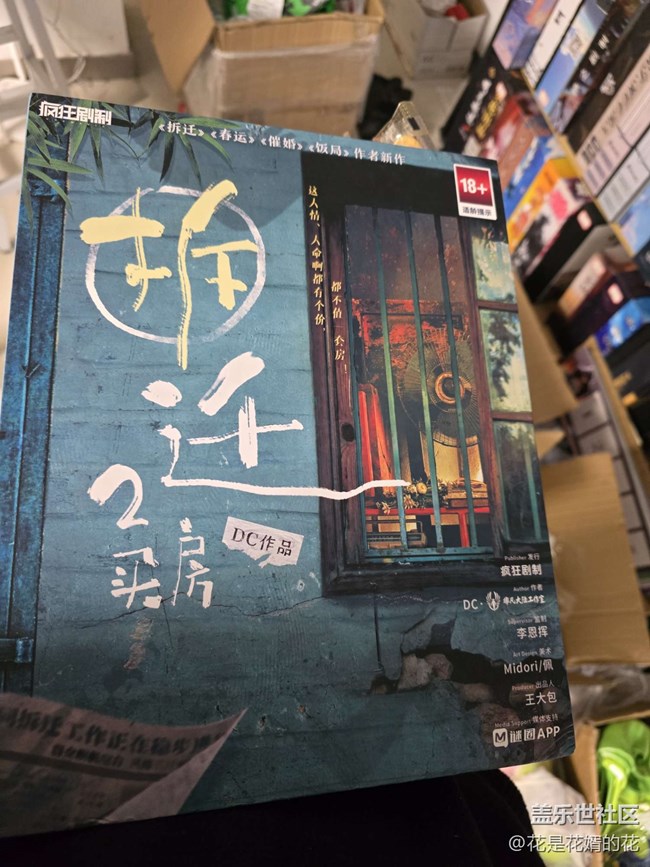 疯狂剧制
《拆迁》《春运》《催婚》《饭局》作者新作
18+
适龄提示
这人情、人命啊都有个价，
都不值一套房！
拆迁
2买房
DC作品
Publisher 发行
疯狂剧制
Author 作者
DC·
Supervisor 监制
李恩挥
Art Design 美术
Midori/佩
Producer 出品人
王大包
Media Support 媒体支持
谜圈APP
拆迁工作正在稳步
盖乐世社区
@花是花婿的花